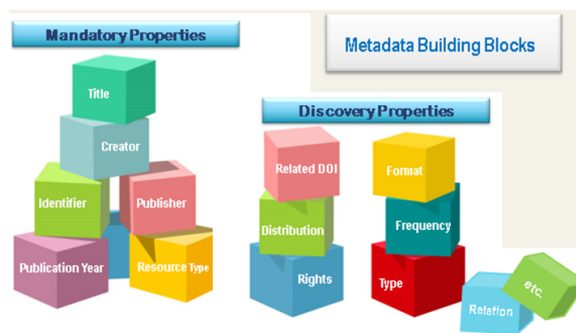 Mandatory Properties
Metadata Building Blocks
Title
Creator
Identifier
Publisher
Publication Year
Resource Type
Discovery Properties
Related DOI
Format
Distribution
Frequency
Rights
Type
Relation
etc.